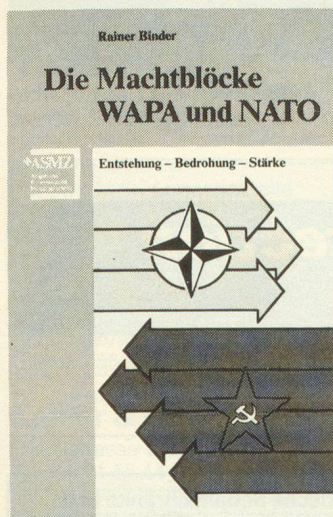 Rainer Binder
Die Machtblöcke
WAPA und NATO
ASMZ
Entstehung – Bedrohung – Stärke